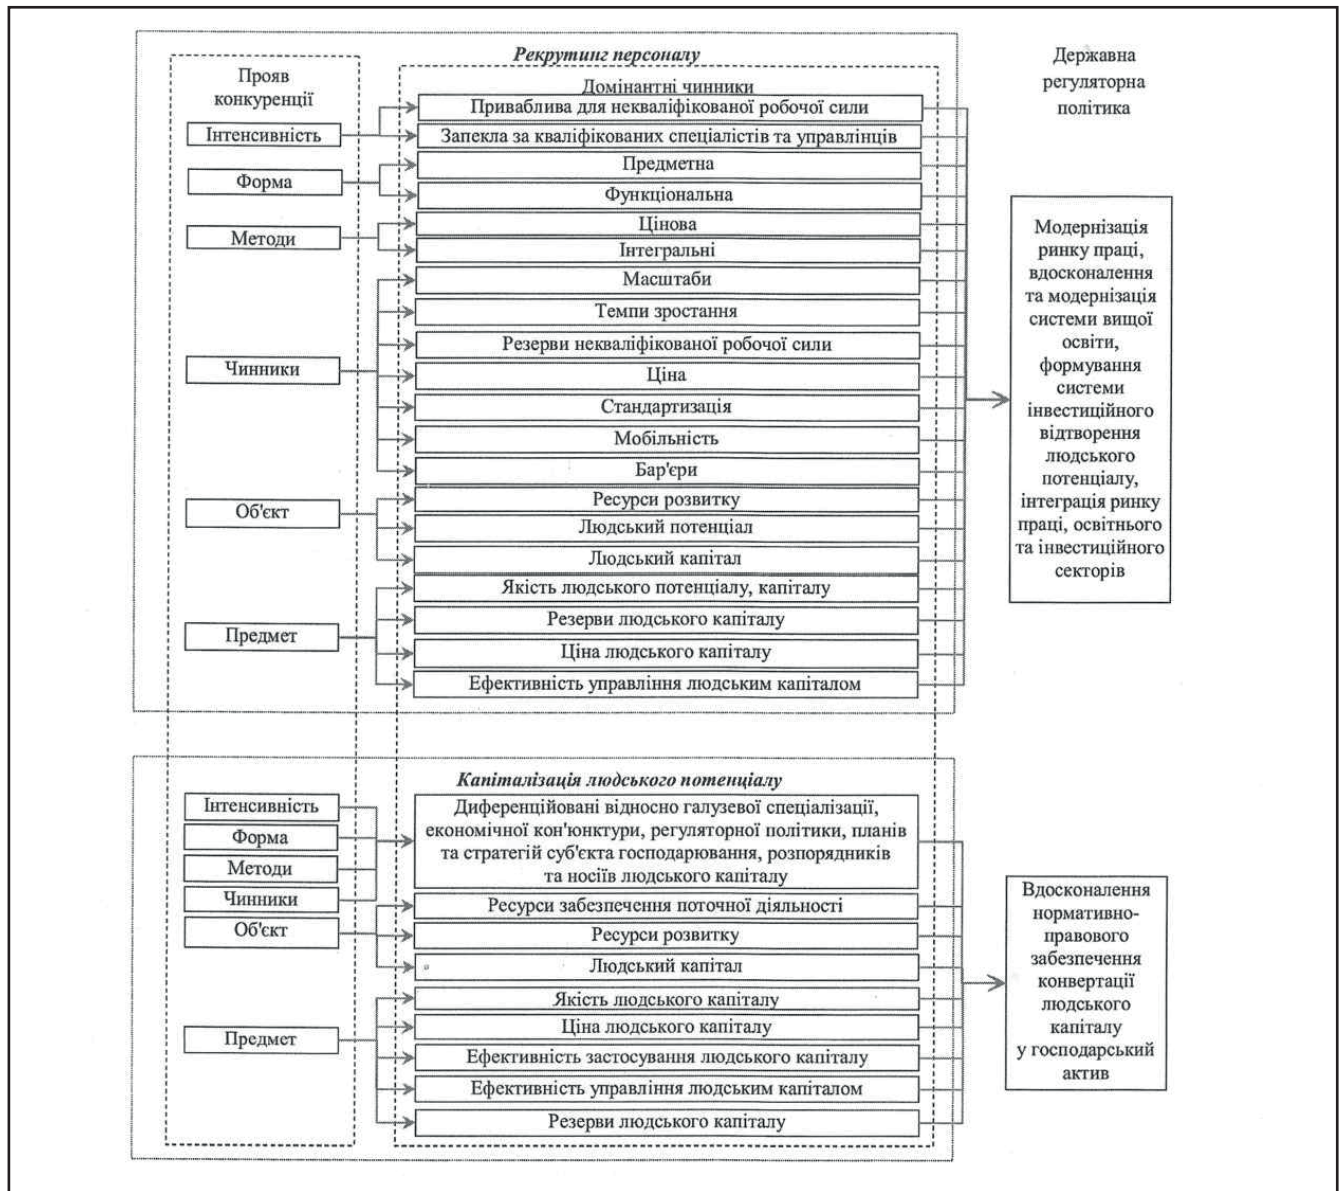 Рекрутинг персоналу
Прояв
конкуренції
Домінантні чинники
Державна
регуляторна
політика
Інтенсивність
Приваблива для некваліфікованої робочої сили
Запекла за кваліфікованих спеціалістів та управлінців
Форма
Предметна
Функціональна
Методи
Цінова
Інтегральні
Чинники
Масштаби
Темпи зростання
Резерви некваліфікованої робочої сили
Ціна
Стандартизація
Мобільність
Бар'єри
Об'єкт
Ресурси розвитку
Людський потенціал
Людський капітал
Предмет
Якість людського потенціалу, капіталу
Резерви людського капіталу
Ціна людського капіталу
Ефективність управління людським капіталом
Модернізація
ринку праці,
вдосконалення
та модернізація
системи вищої
освіти,
формування
системи
інвестиційного
відтворення
людського
потенціалу,
інтеграція ринку
праці, освітнього
та інвестиційного
секторів
Капіталізація людського потенціалу
Інтенсивність
Форма
Методи
Чинники
Диференційовані відносно галузевої спеціалізації,
економічної кон'юнктури, регуляторної політики, планів
та стратегій суб'єкта господарювання, розпорядників
та носіїв людського капіталу
Об'єкт
Ресурси забезпечення поточної діяльності
Ресурси розвитку
Людський капітал
Предмет
Якість людського капіталу
Ціна людського капіталу
Ефективність застосування людського капіталу
Ефективність управління людським капіталом
Резерви людського капіталу
Вдосконалення
нормативно-
правового
забезпечення
конвертації
людського
капіталу
у господарський
актив